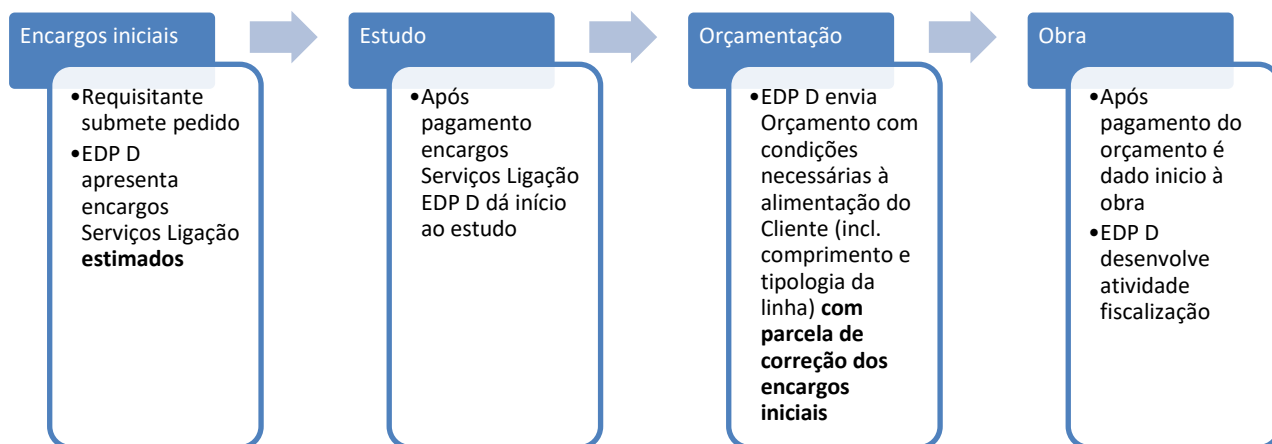 Encargos iniciais
•Requisitante
submete pedido
•EDP D
apresenta
encargos
Serviços Ligação
estimados
Estudo
•Após
pagamento
encargos
Serviços Ligação
EDP D dá início
ao estudo
Orçamentação
•EDP D envia
Orçamento com
condições
necessárias à
alimentação do
Cliente (incl.
comprimento e
tipologia da
linha) com
parcela de
correção dos
encargos
iniciais
Obra
•Após
pagamento do
orçamento é
dado inicio à
obra
•EDP D
desenvolve
atividade
fiscalização